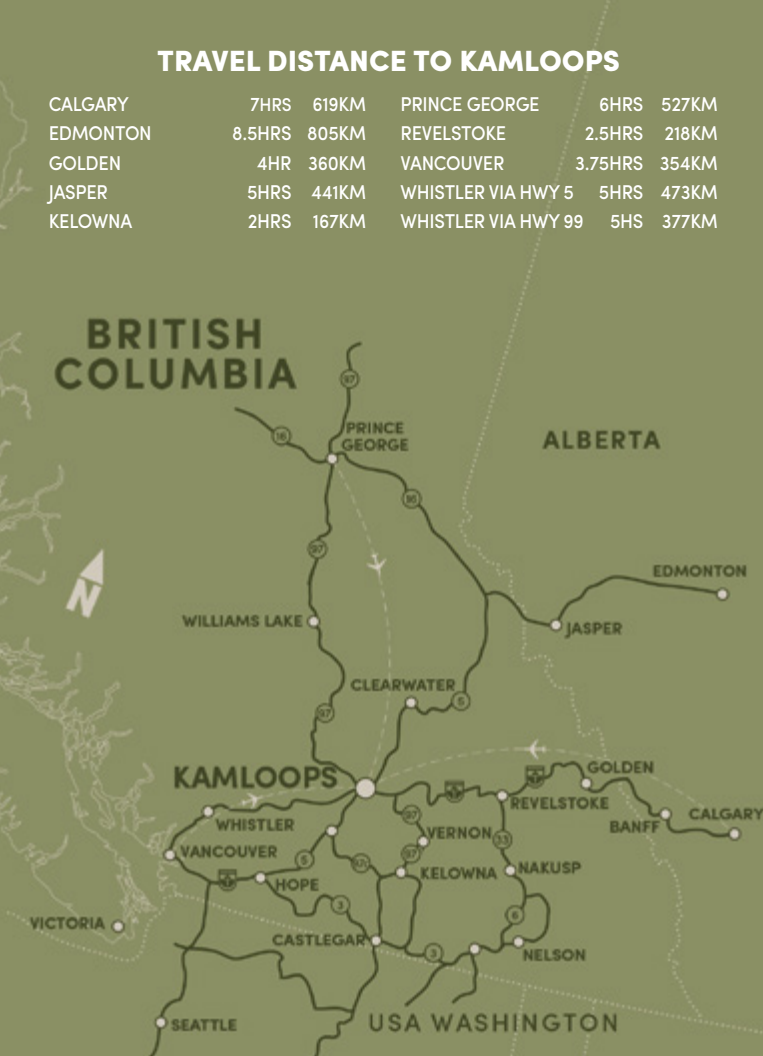 TRAVEL DISTANCE TO KAMLOOPS
CALGARY 7HRS 619KM
EDMONTON 8.5HRS 805KM
GOLDEN 4HR 360KM
JASPER 5HRS 441KM
KELOWNA 2HRS 167KM
PRINCE GEORGE 6HRS 527KM
REVELSTOKE 2.5HRS 218KM
VANCOUVER 3.75HRS 354KM
WHISTLER VIA HWY 5 5HRS 473KM
WHISTLER VIA HWY 99 5HS 377KM
BRITISH
COLUMBIA
97
PRINCE
GEORGE
16
ALBERTA
16
97
EDMONTON
N
WILLIAMS LAKE
JASPER
CLEARWATER
5
97
KAMLOOPS
GOLDEN
REVELSTOKE
WHISTLER
97
BANFF
CALGARY
VERNON
33
VANCOUVER
5
97
KELOWNA
NAKUSP
HOPE
3
6
VICTORIA
CASTLEGAR
3
NELSON
SEATTLE
USA WASHINGTON